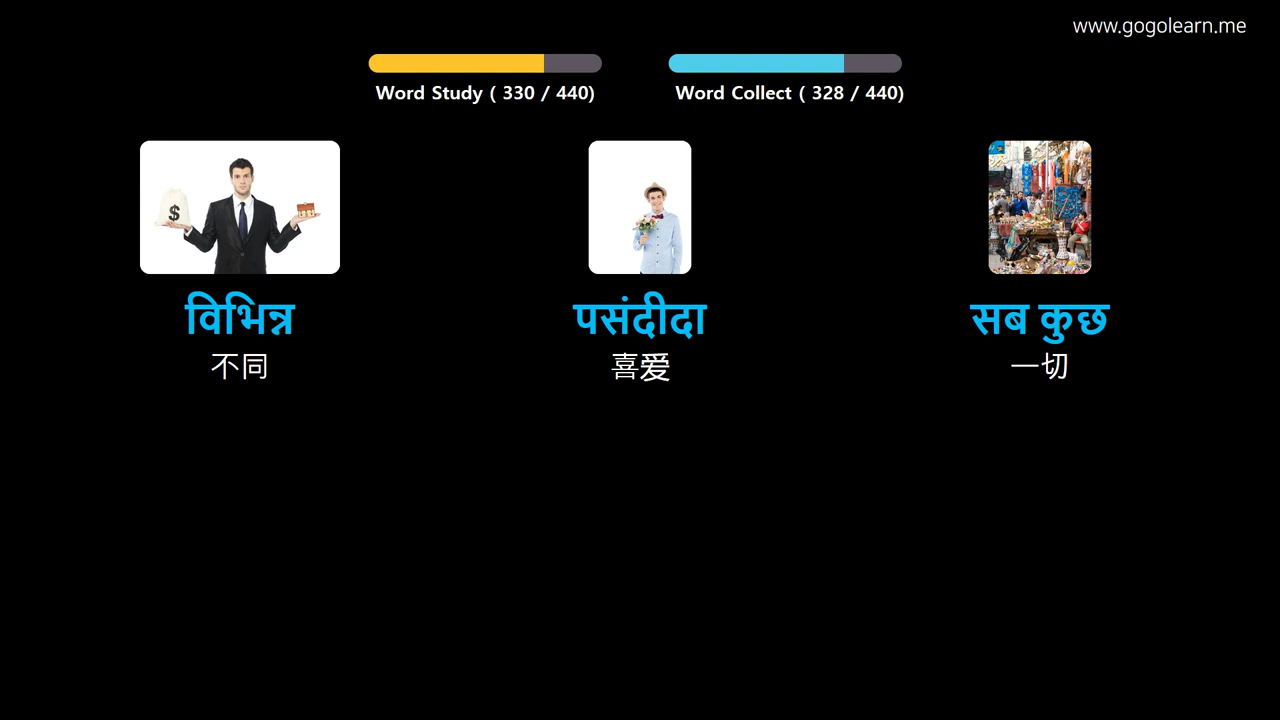 www.gogolearn.me
Word Study ( 330 / 440)
Word Collect ( 328 / 440)
$
विभिन्न
पसंदीदा
सब कुछ
不同
喜爱
一切